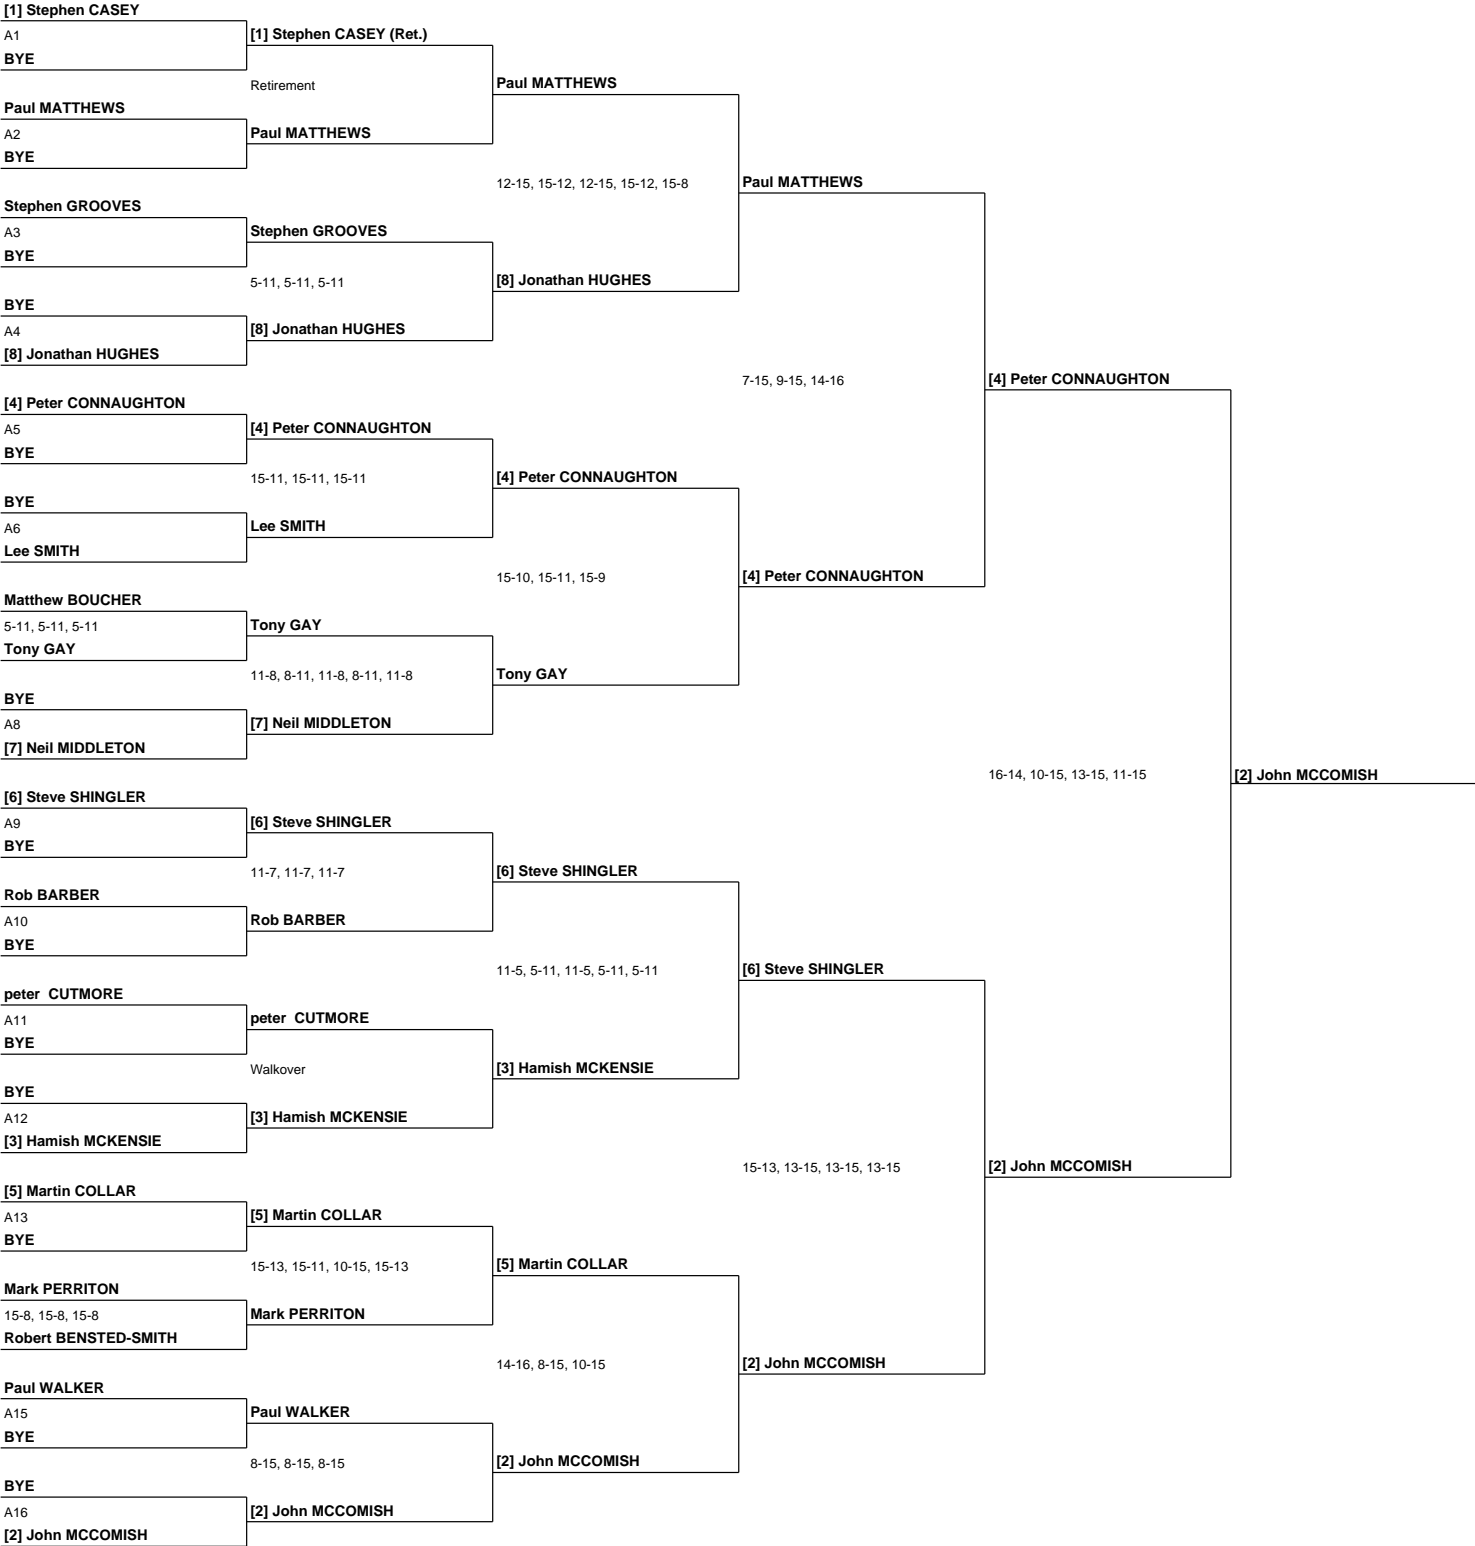 [1] Stephen CASEY
A1
[1] Stephen CASEY (Ret.)
BYE
Retirement
Paul MATTHEWS
Paul MATTHEWS
A2
Paul MATTHEWS
BYE
12-15, 15-12, 12-15, 15-12, 15-8
Paul MATTHEWS
Stephen GROOVES
A3
Stephen GROOVES
BYE
5-11, 5-11, 5-11
[8] Jonathan HUGHES
BYE
A4
[8] Jonathan HUGHES
[8] Jonathan HUGHES
7-15, 9-15, 14-16
[4] Peter CONNAUGHTON
[4] Peter CONNAUGHTON
A5
[4] Peter CONNAUGHTON
BYE
15-11, 15-11, 15-11
[4] Peter CONNAUGHTON
BYE
A6
Lee SMITH
Lee SMITH
15-10, 15-11, 15-9
[4] Peter CONNAUGHTON
Matthew BOUCHER
5-11, 5-11, 5-11
Tony GAY
Tony GAY
11-8, 8-11, 11-8, 8-11, 11-8
Tony GAY
BYE
A8
[7] Neil MIDDLETON
[7] Neil MIDDLETON
16-14, 10-15, 13-15, 11-15
[2] John MCCOMISH
[6] Steve SHINGLER
A9
[6] Steve SHINGLER
BYE
11-7, 11-7, 11-7
[6] Steve SHINGLER
Rob BARBER
A10
Rob BARBER
BYE
11-5, 5-11, 11-5, 5-11, 5-11
[6] Steve SHINGLER
peter  CUTMORE
A11
peter  CUTMORE
BYE
Walkover
[3] Hamish MCKENSIE
BYE
A12
[3] Hamish MCKENSIE
[3] Hamish MCKENSIE
15-13, 13-15, 13-15, 13-15
[2] John MCCOMISH
[5] Martin COLLAR
A13
[5] Martin COLLAR
BYE
15-13, 15-11, 10-15, 15-13
[5] Martin COLLAR
Mark PERRITON
15-8, 15-8, 15-8
Mark PERRITON
Robert BENSTED-SMITH
14-16, 8-15, 10-15
[2] John MCCOMISH
Paul WALKER
A15
Paul WALKER
BYE
8-15, 8-15, 8-15
[2] John MCCOMISH
BYE
A16
[2] John MCCOMISH
[2] John MCCOMISH